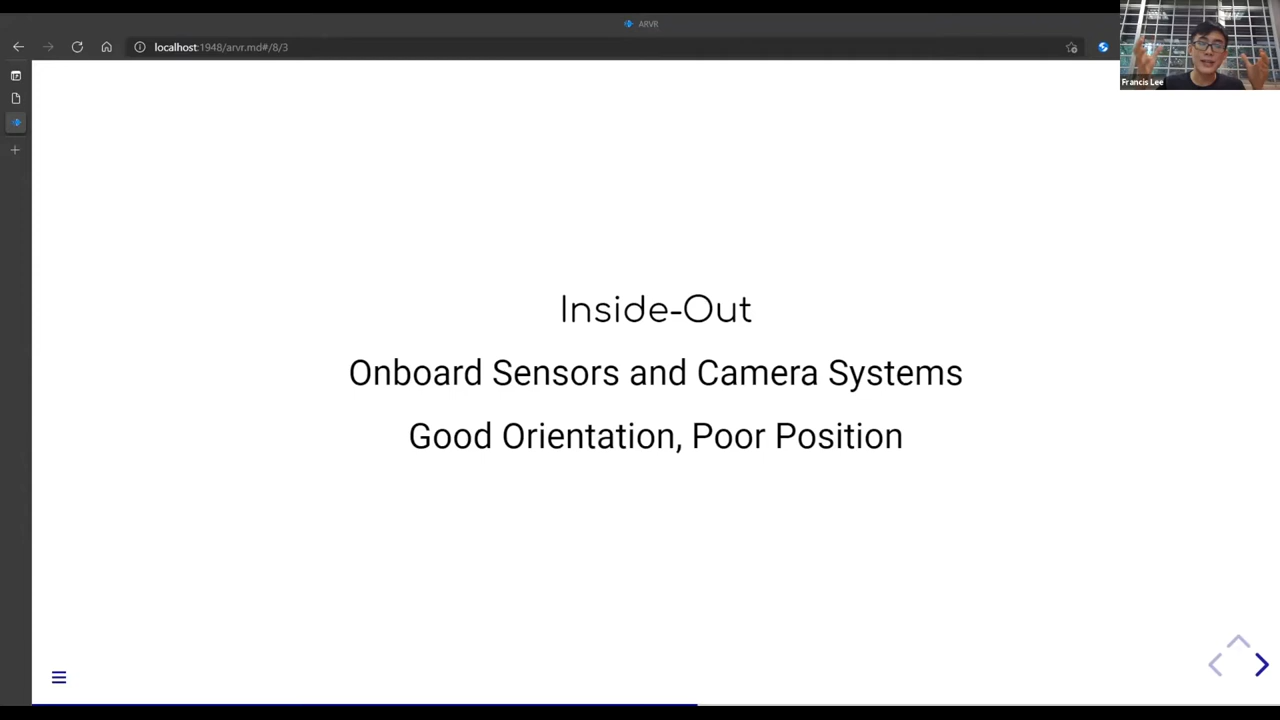 ARVR
localhost:1948/arvr.md#/8/3
Francis Lee
Inside-Out
Onboard Sensors and Camera Systems
Good Orientation, Poor Position